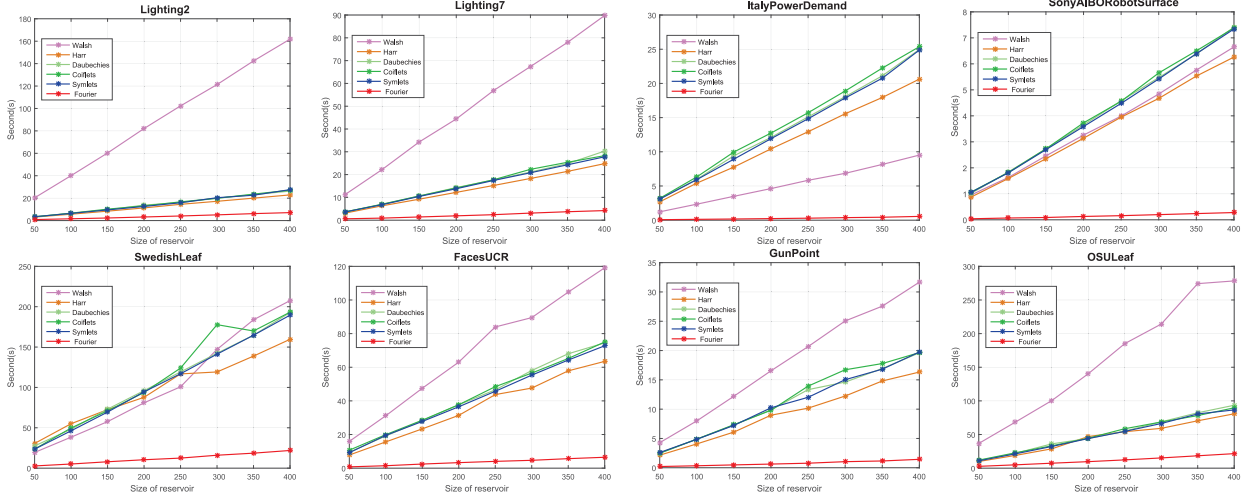 Lighting2
180
160
140
120
100
80
60
40
20
0
Second(s)
Walsh
Harr
Daubechies
Coiflets
Symlets
Fourier
50 100 150 200 250 300 350 400
Size of reservoir
Lighting7
90
80
70
60
50
40
30
20
10
0
Second(s)
Walsh
Harr
Daubechies
Coiflets
Symlets
Fourier
50 100 150 200 250 300 350 400
Size of reservoir
ItalyPowerDemand
30
25
20
15
10
5
0
Second(s)
Walsh
Harr
Daubechies
Coiflets
Symlets
Fourier
50 100 150 200 250 300 350 400
Size of reservoir
SonyAIBORobotSurface
8
7
6
5
4
3
2
1
0
Second(s)
Walsh
Harr
Daubechies
Coiflets
Symlets
Fourier
50 100 150 200 250 300 350 400
Size of reservoir
SwedishLeaf
250
200
150
100
50
0
Second(s)
Walsh
Harr
Daubechies
Coiflets
Symlets
Fourier
50 100 150 200 250 300 350 400
Size of reservoir
FacesUCR
120
100
80
60
40
20
0
Second(s)
Walsh
Harr
Daubechies
Coiflets
Symlets
Fourier
50 100 150 200 250 300 350 400
Size of reservoir
GunPoint
35
30
25
20
15
10
5
0
Second(s)
Walsh
Harr
Daubechies
Coiflets
Symlets
Fourier
50 100 150 200 250 300 350 400
Size of reservoir
OSULeaf
300
250
200
150
100
50
0
Second(s)
Walsh
Harr
Daubechies
Coiflets
Symlets
Fourier
50 100 150 200 250 300 350 400
Size of reservoir